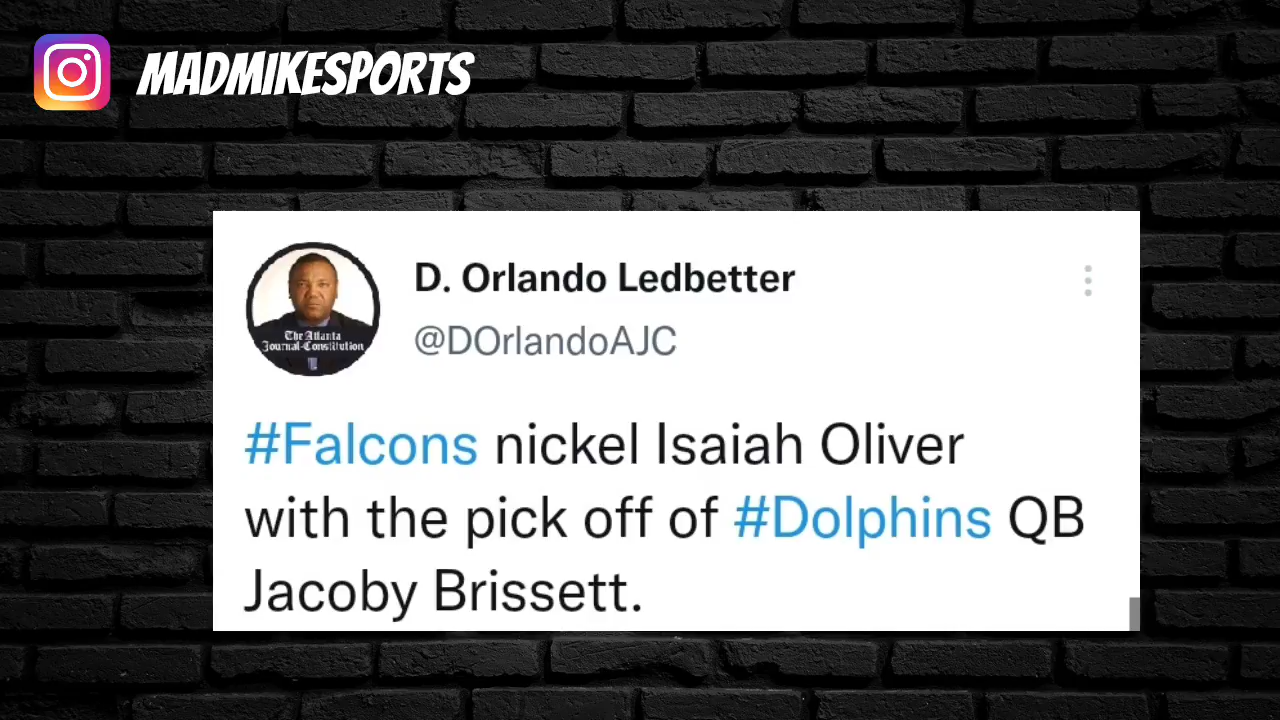 MADMIKESPORTS
D. Orlando Ledbetter
@DOrlandoAJC
The Atlanta
Journal-Constitution
#Falcons nickel Isaiah Oliver
with the pick off of #Dolphins QB
Jacoby Brissett.